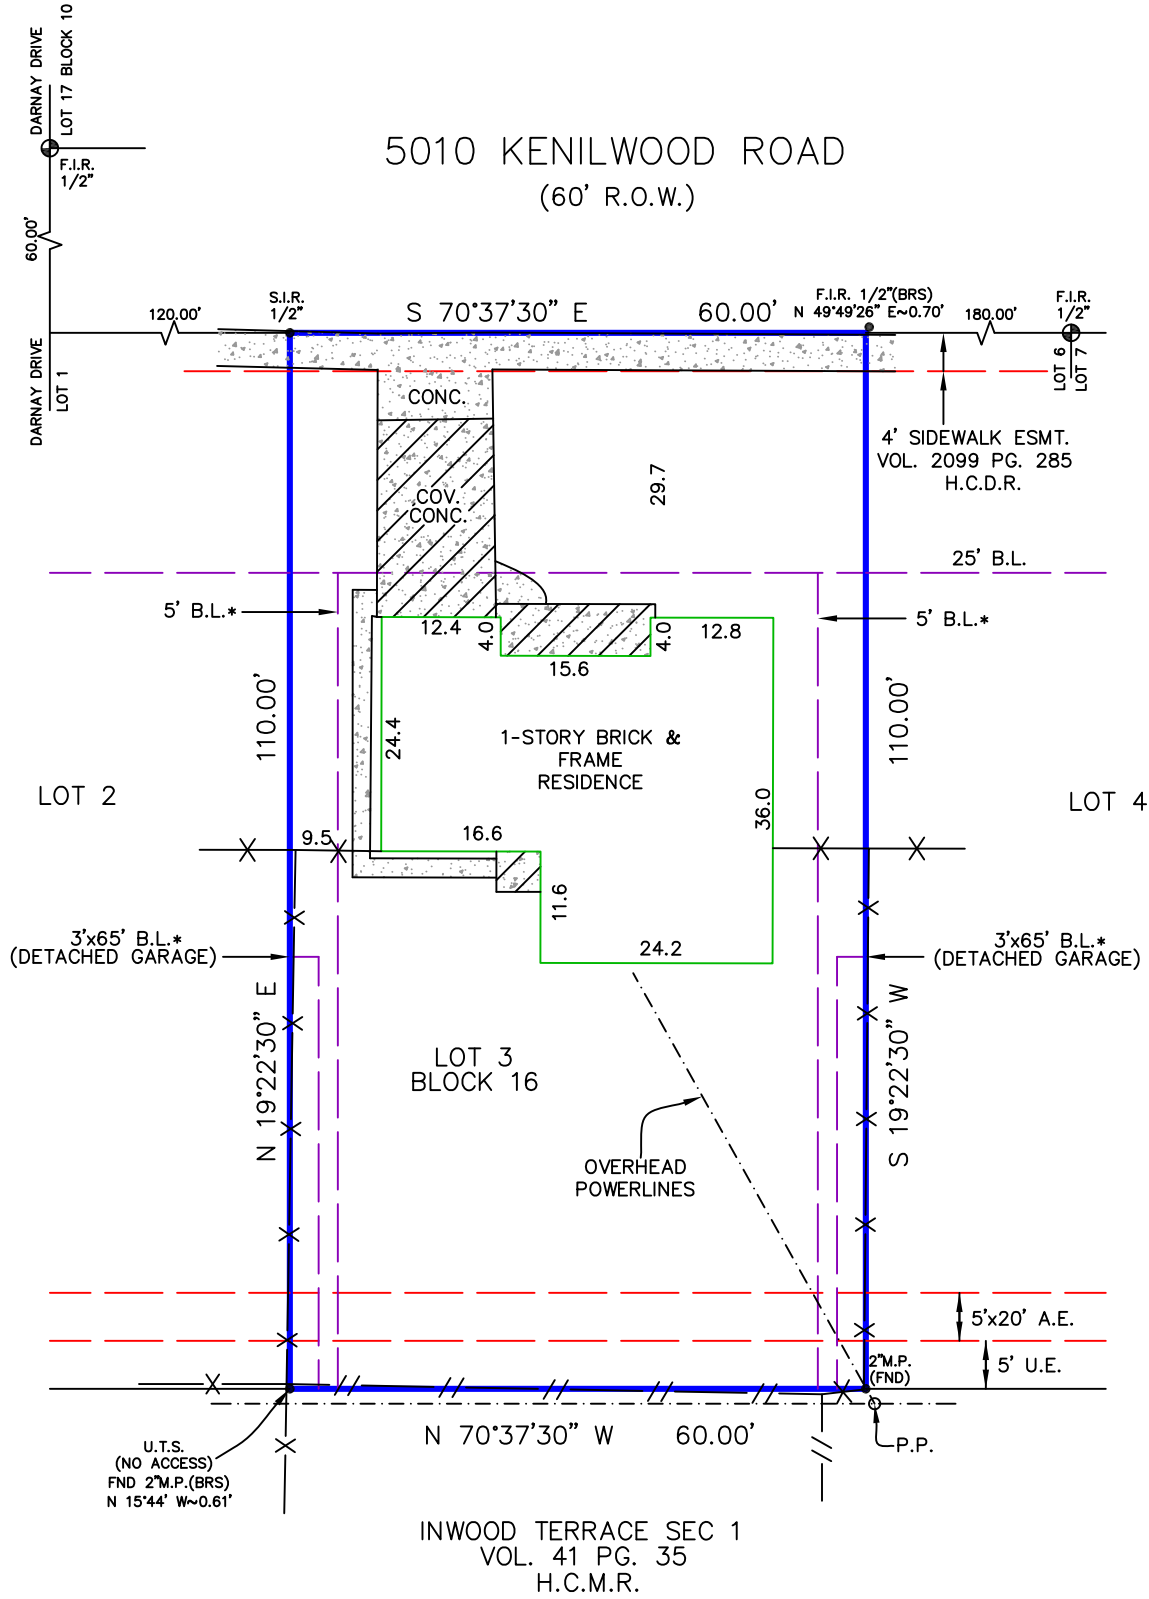 DARNAY DRIVE
LOT 17 BLOCK 10
F.I.R.
1/2"
60.00'
5010 KENILWOOD ROAD
(60' R.O.W.)
120.00'
S.I.R.
1/2"
S 70°37'30" E
60.00'
F.I.R. 1/2"(BRS)
N 49°49'26" E~0.70'
180.00'
F.I.R.
1/2"
DARNAY DRIVE
LOT 1
LOT 6
LOT 7
CONC.
4' SIDEWALK ESMT.
VOL. 2099 PG. 285
H.C.D.R.
COV.
CONC.
29.7
25' B.L.
5' B.L.*
5' B.L.*
12.4
4.0
15.6
4.0
12.8
110.00'
24.4
1-STORY BRICK &
FRAME
RESIDENCE
110.00'
LOT 2
LOT 4
36.0
9.5
16.6
11.6
24.2
3'x65' B.L.*
(DETACHED GARAGE)
3'x65' B.L.*
(DETACHED GARAGE)
N 19°22'30" E
S 19°22'30" W
LOT 3
BLOCK 16
OVERHEAD
POWERLINES
5'x20' A.E.
5' U.E.
2"M.P.
(FND)
N 70°37'30" W
60.00'
P.P.
U.T.S.
(NO ACCESS)
FND 2"M.P.(BRS)
N 15°44' W~0.61'
INWOOD TERRACE SEC 1
VOL. 41 PG. 35
H.C.M.R.